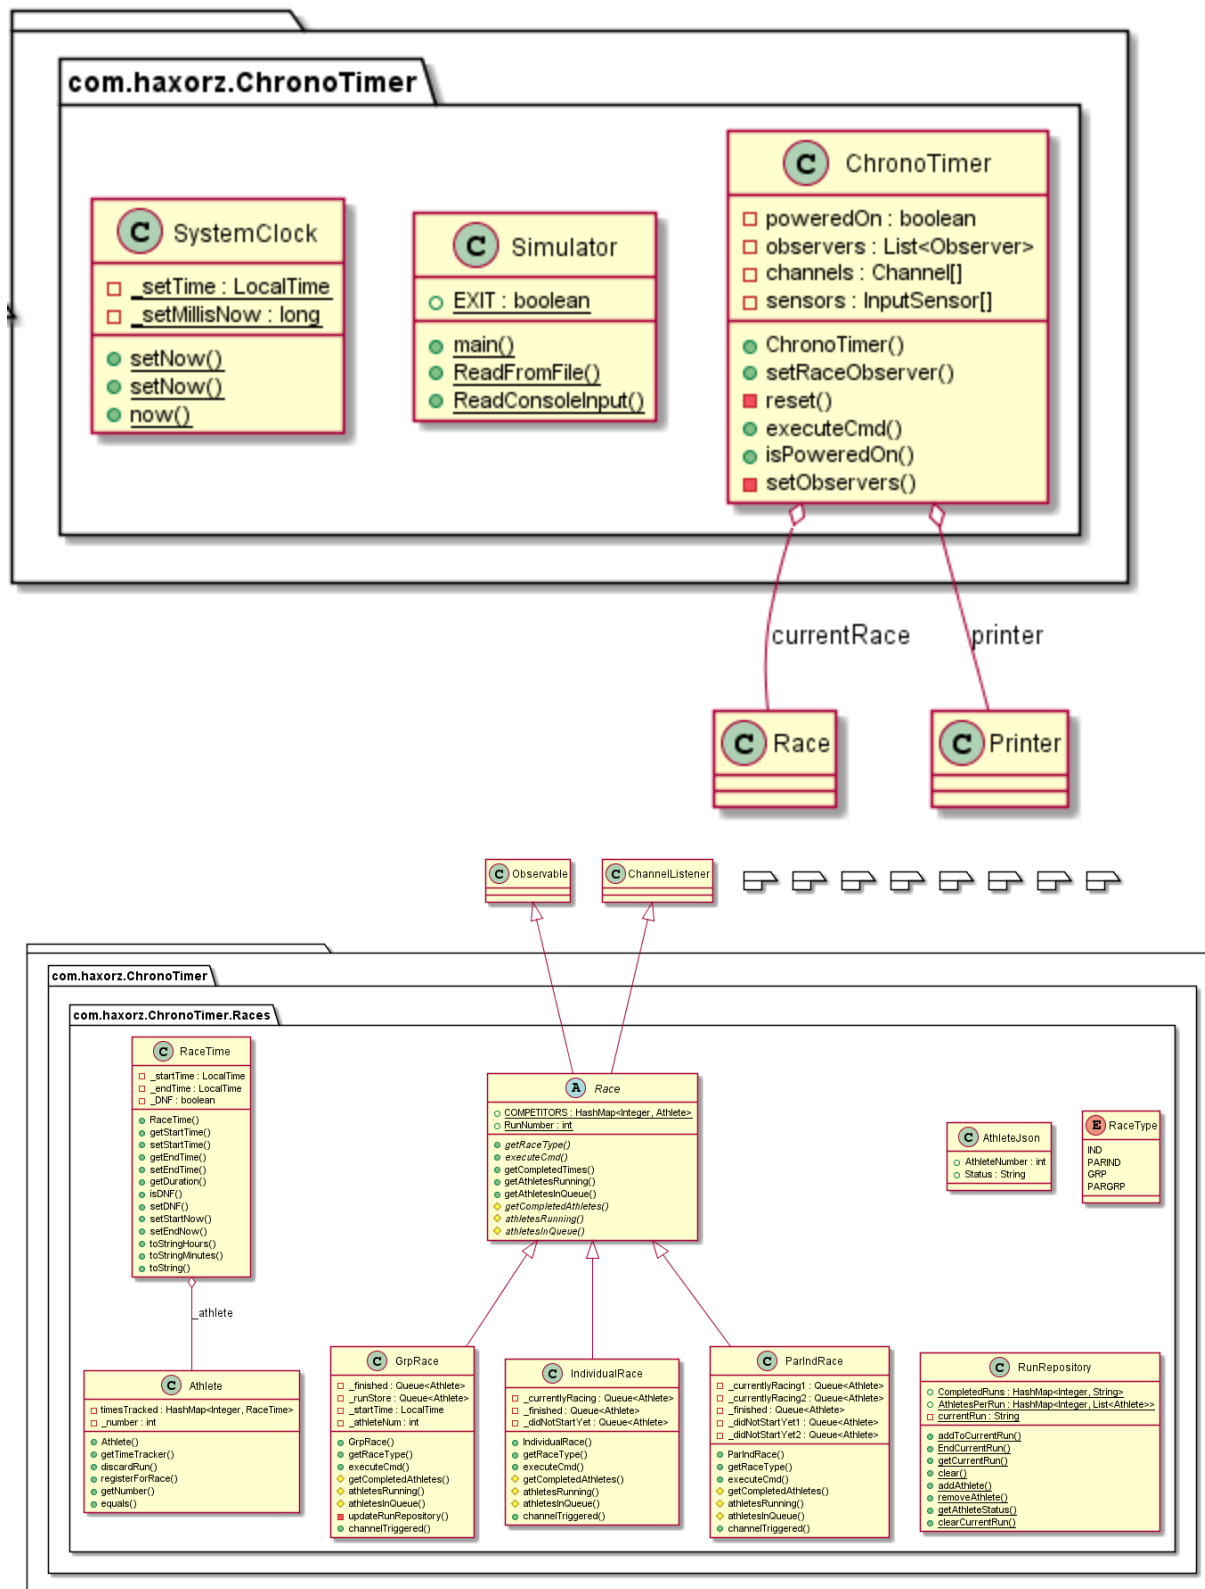 com.haxorz.ChronoTimer
C SystemClock
_setTime : LocalTime
_setMillisNow : long
setNow()
setNow()
now()
C Simulator
EXIT : boolean
main()
ReadFromFile()
ReadConsoleInput()
C ChronoTimer
poweredOn : boolean
observers : List<Observer>
channels : Channel[]
sensors : InputSensor[]
ChronoTimer()
setRaceObserver()
reset()
executeCmd()
isPoweredOn()
setObservers()
currentRace
printer
C Race
C Printer
C Observable
C ChannelListener
com.haxorz.ChronoTimer
com.haxorz.ChronoTimer.Races
C RaceTime
_startTime : LocalTime
_endTime : LocalTime
_DNF : boolean
RaceTime()
getStartTime()
setStartTime()
getEndTime()
setEndTime()
getDuration()
isDNF()
setDNF()
setStartNow()
setEndNow()
toStringHours()
toStringMinutes()
toString()
_athlete
A Race
COMPETITORS : HashMap<Integer, Athlete>
RunNumber : int
getRaceType()
executeCmd()
getCompletedTimes()
getAthletesRunning()
getAthletesInQueue()
getCompletedAthletes()
athletesRunning()
athletesInQueue()
C AthleteJson
AthleteNumber : int
Status : String
E RaceType
IND
PARIND
GRP
PARGRP
C Athlete
timesTracked : HashMap<Integer, RaceTime>
_number : int
Athlete()
getTimeTracker()
discardRun()
registerForRace()
getNumber()
equals()
C GrpRace
_finished : Queue<Athlete>
_runStore : Queue<Athlete>
_startTime : LocalTime
_athleteNum : int
GrpRace()
getRaceType()
executeCmd()
getCompletedAthletes()
athletesRunning()
athletesInQueue()
updateRunRepository()
channelTriggered()
C IndividualRace
_currentlyRacing : Queue<Athlete>
_finished : Queue<Athlete>
_didNotStartYet : Queue<Athlete>
IndividualRace()
getRaceType()
executeCmd()
getCompletedAthletes()
athletesRunning()
athletesInQueue()
channelTriggered()
C ParIndRace
_currentlyRacing1 : Queue<Athlete>
_currentlyRacing2 : Queue<Athlete>
_finished : Queue<Athlete>
_didNotStartYet1 : Queue<Athlete>
_didNotStartYet2 : Queue<Athlete>
ParIndRace()
getRaceType()
executeCmd()
getCompletedAthletes()
athletesRunning()
athletesInQueue()
channelTriggered()
C RunRepository
CompletedRuns : HashMap<Integer, String>
AthletesPerRun : HashMap<Integer, List<Athlete>>
currentRun : String
addToCurrentRun()
EndCurrentRun()
getCurrentRun()
clear()
addAthlete()
removeAthlete()
getAthleteStatus()
clearCurrentRun()